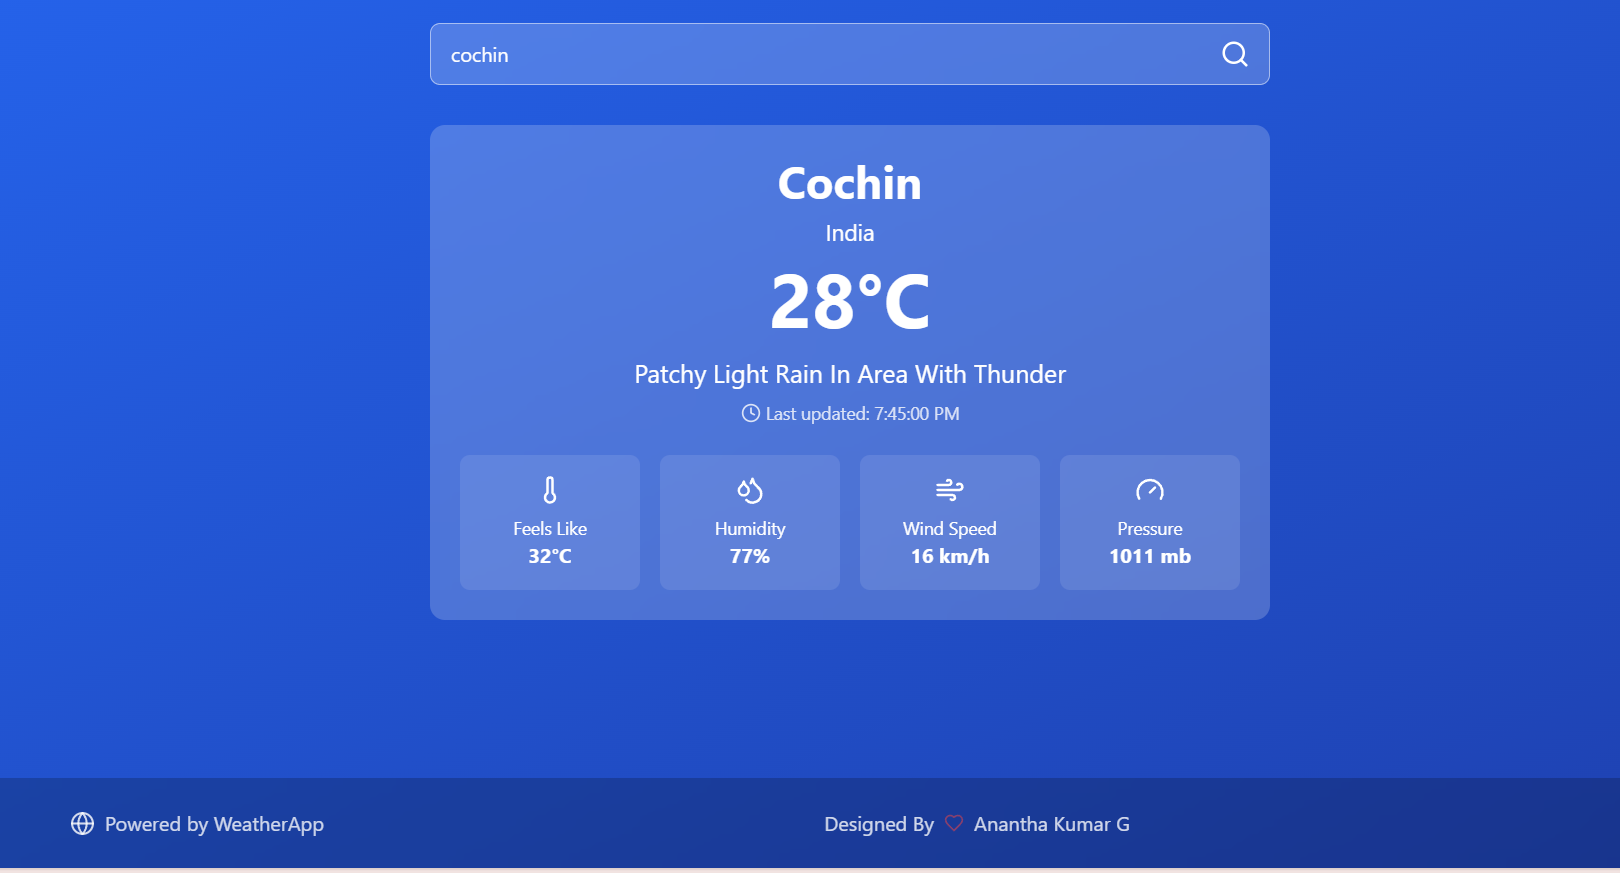 cochin
Cochin
India
28°C
Patchy Light Rain In Area With Thunder
Last updated: 7:45:00 PM
Feels Like
32°C
Humidity
77%
Wind Speed
16 km/h
Pressure
1011 mb
Powered by WeatherApp
Designed By Anantha Kumar G